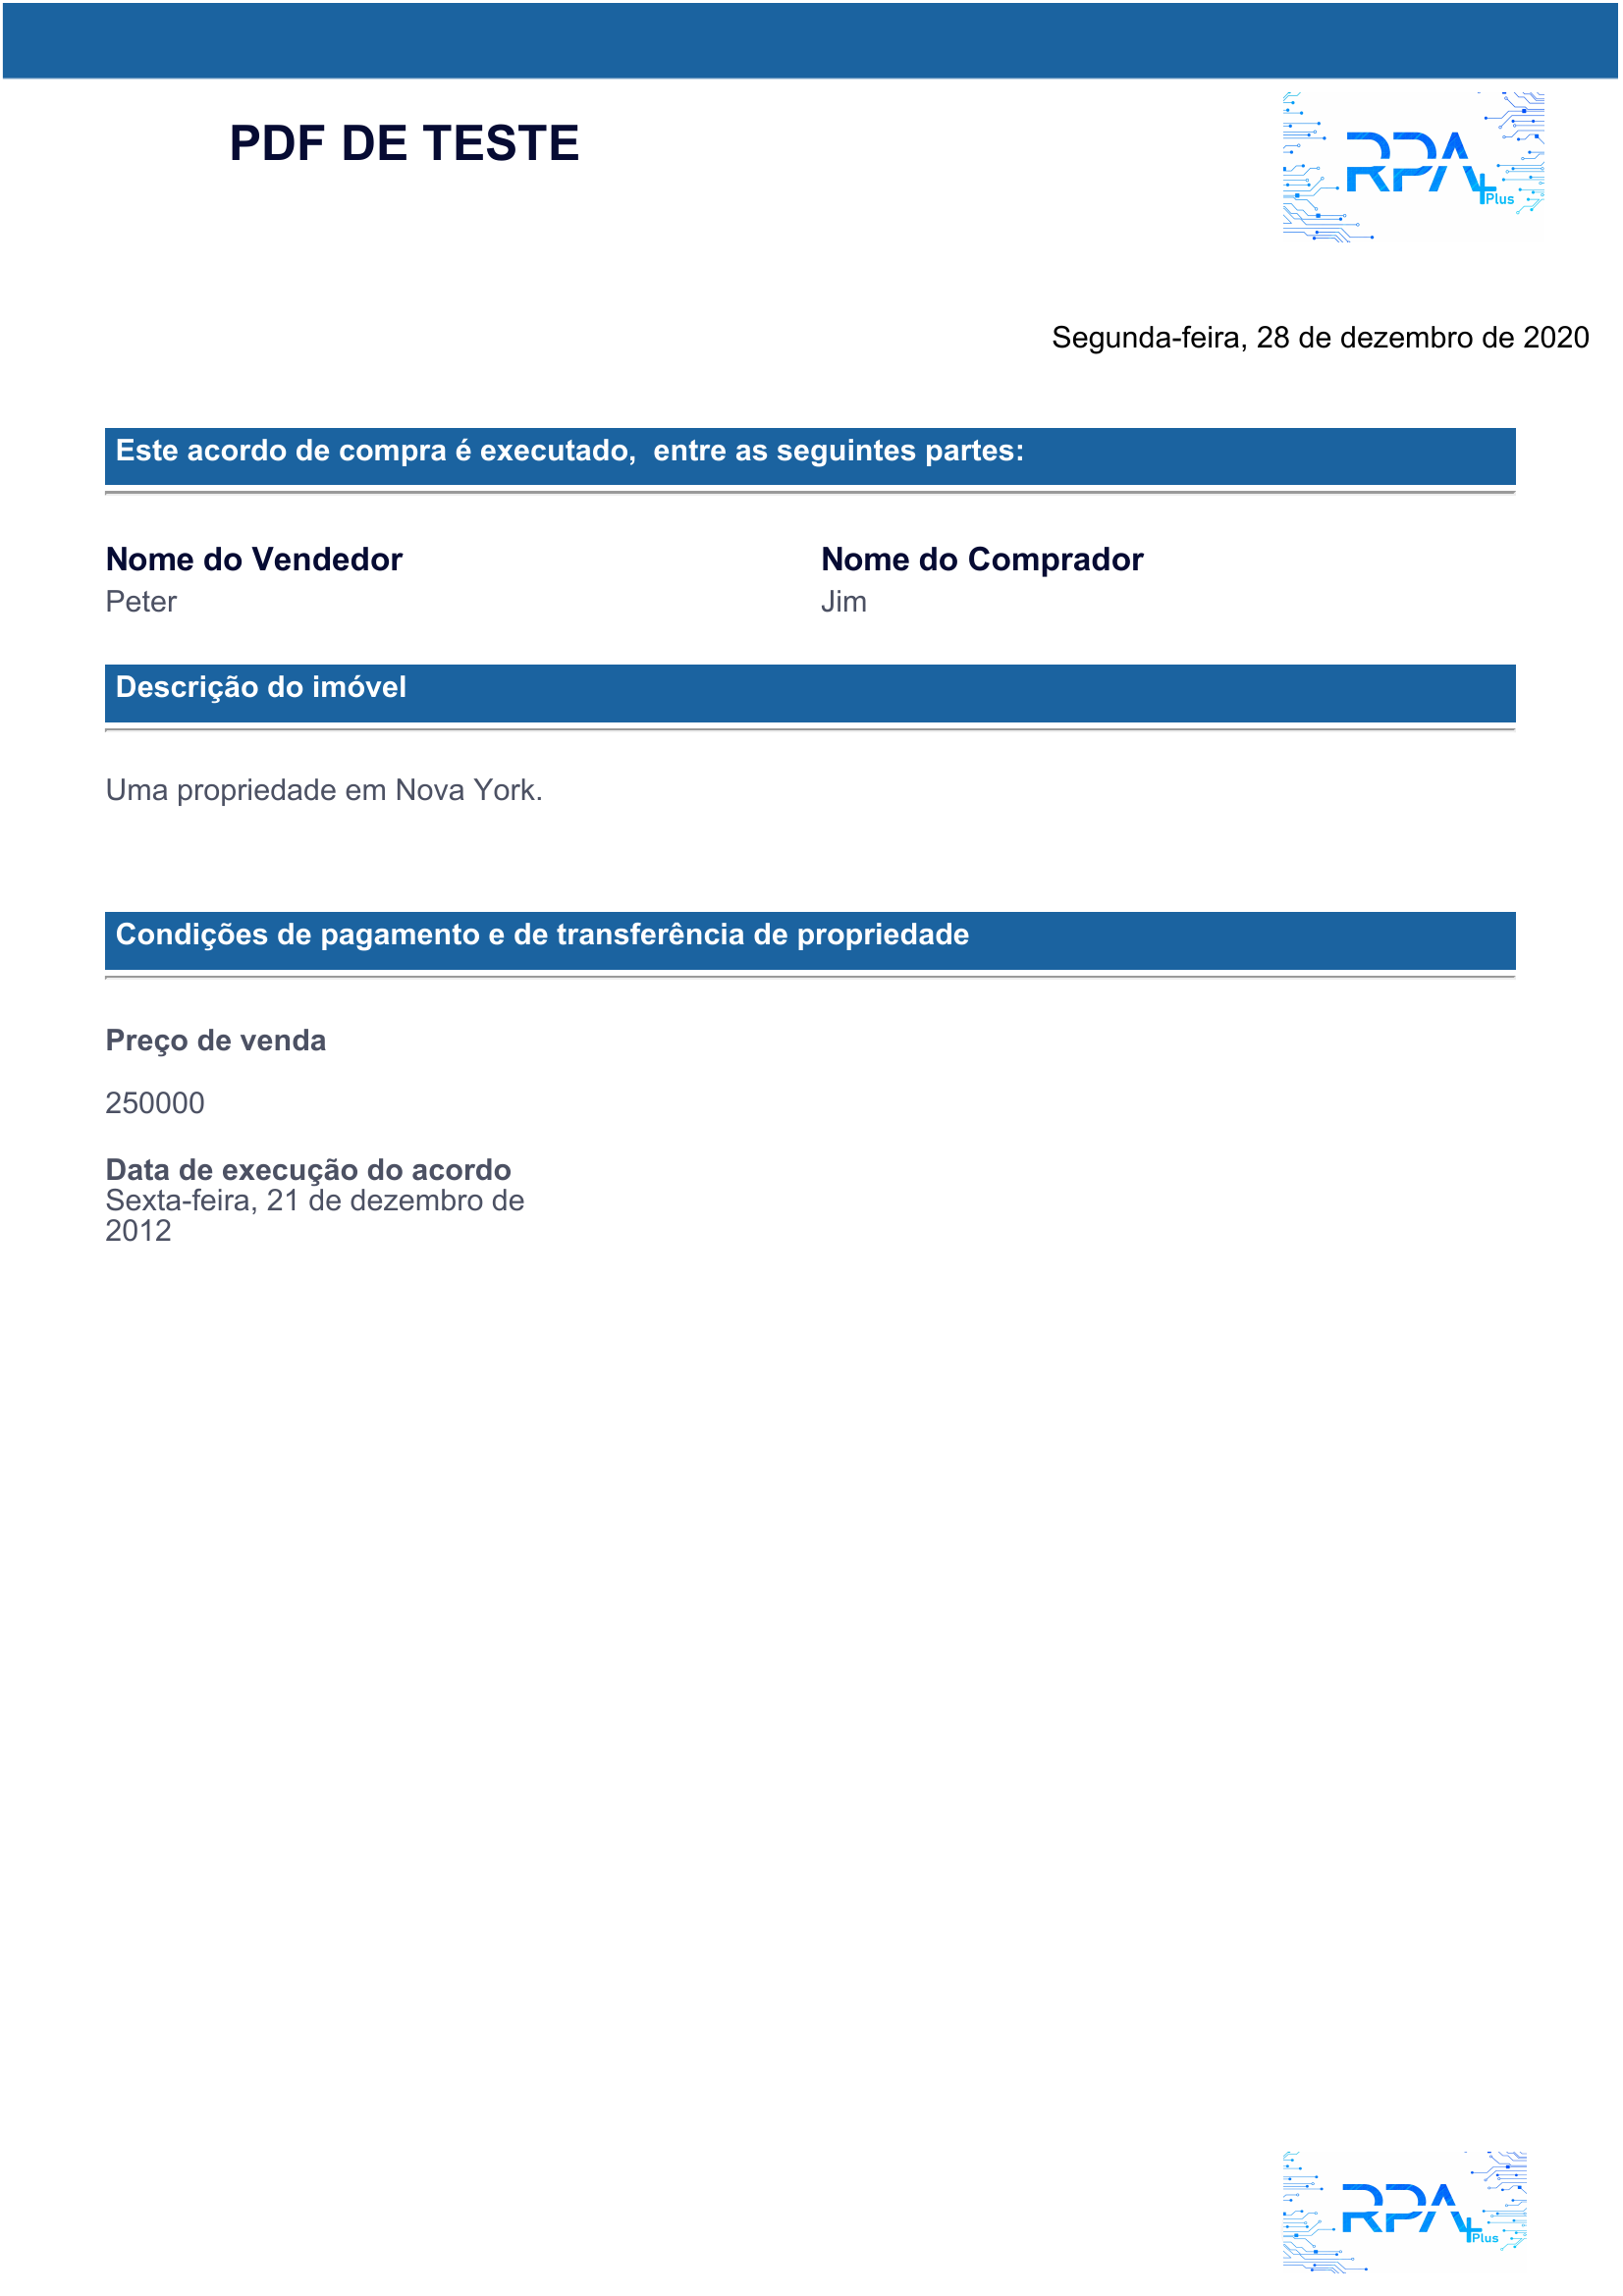 PDF DE TESTE
RPA
Plus
Segunda-feira, 28 de dezembro de 2020
Este acordo de compra é executado,  entre as seguintes partes:
Nome do Vendedor
Peter
Nome do Comprador
Jim
Descrição do imóvel
Uma propriedade em Nova York.
Condições de pagamento e de transferência de propriedade
Preço de venda
250000
Data de execução do acordo
Sexta-feira, 21 de dezembro de
2012
RPA
Plus